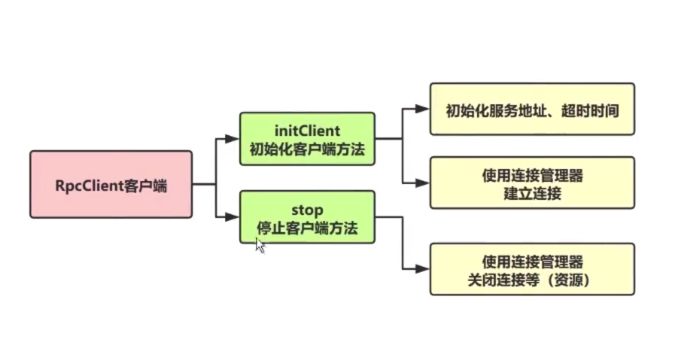 RpcClient客户端
initClient
初始化客户端方法
初始化服务地址、超时时间
使用连接管理器
建立连接
stop
停止客户端方法
使用连接管理器
关闭连接等（资源）